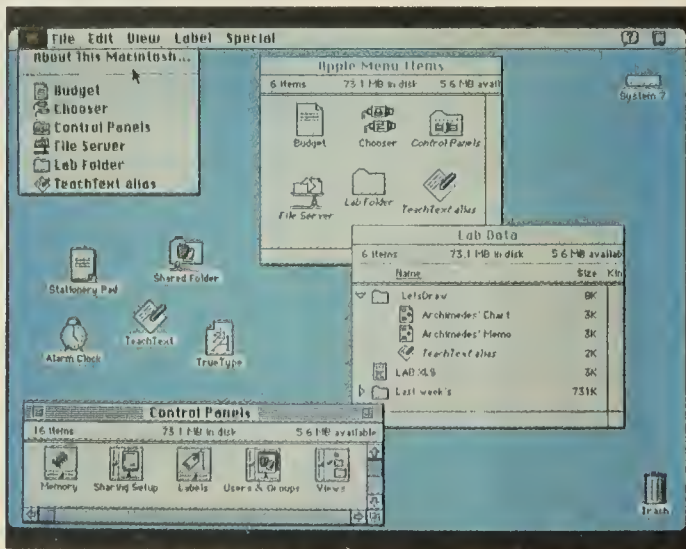 File Edit View Label Special
About This Macintosh...
Budget
Chooser
Control Panels
File Server
Lab Folder
TeachText alias
System 7
Apple Menu Items
6 items 73.1 MB in disk 5.6 MB avail
Budget Chooser Control Panels
File Server Lab Folder TeachText alias
Stationery Pad Shared Folder
Alarm Clock TeachText TrueType
Lab Data
6 items 73.1 MB in disk 5.6 MB availab
Name Size Kin
LetsDraw 8K
Archimedes' Chart 3K
Archimedes' Memo 3K
TeachText alias 2K
LAB.XLS 3K
Last week's 731K
Control Panels
16 items 73.1 MB in disk 5.6 MB available
Memory Sharing Setup Labels Users & Groups Views
Trash